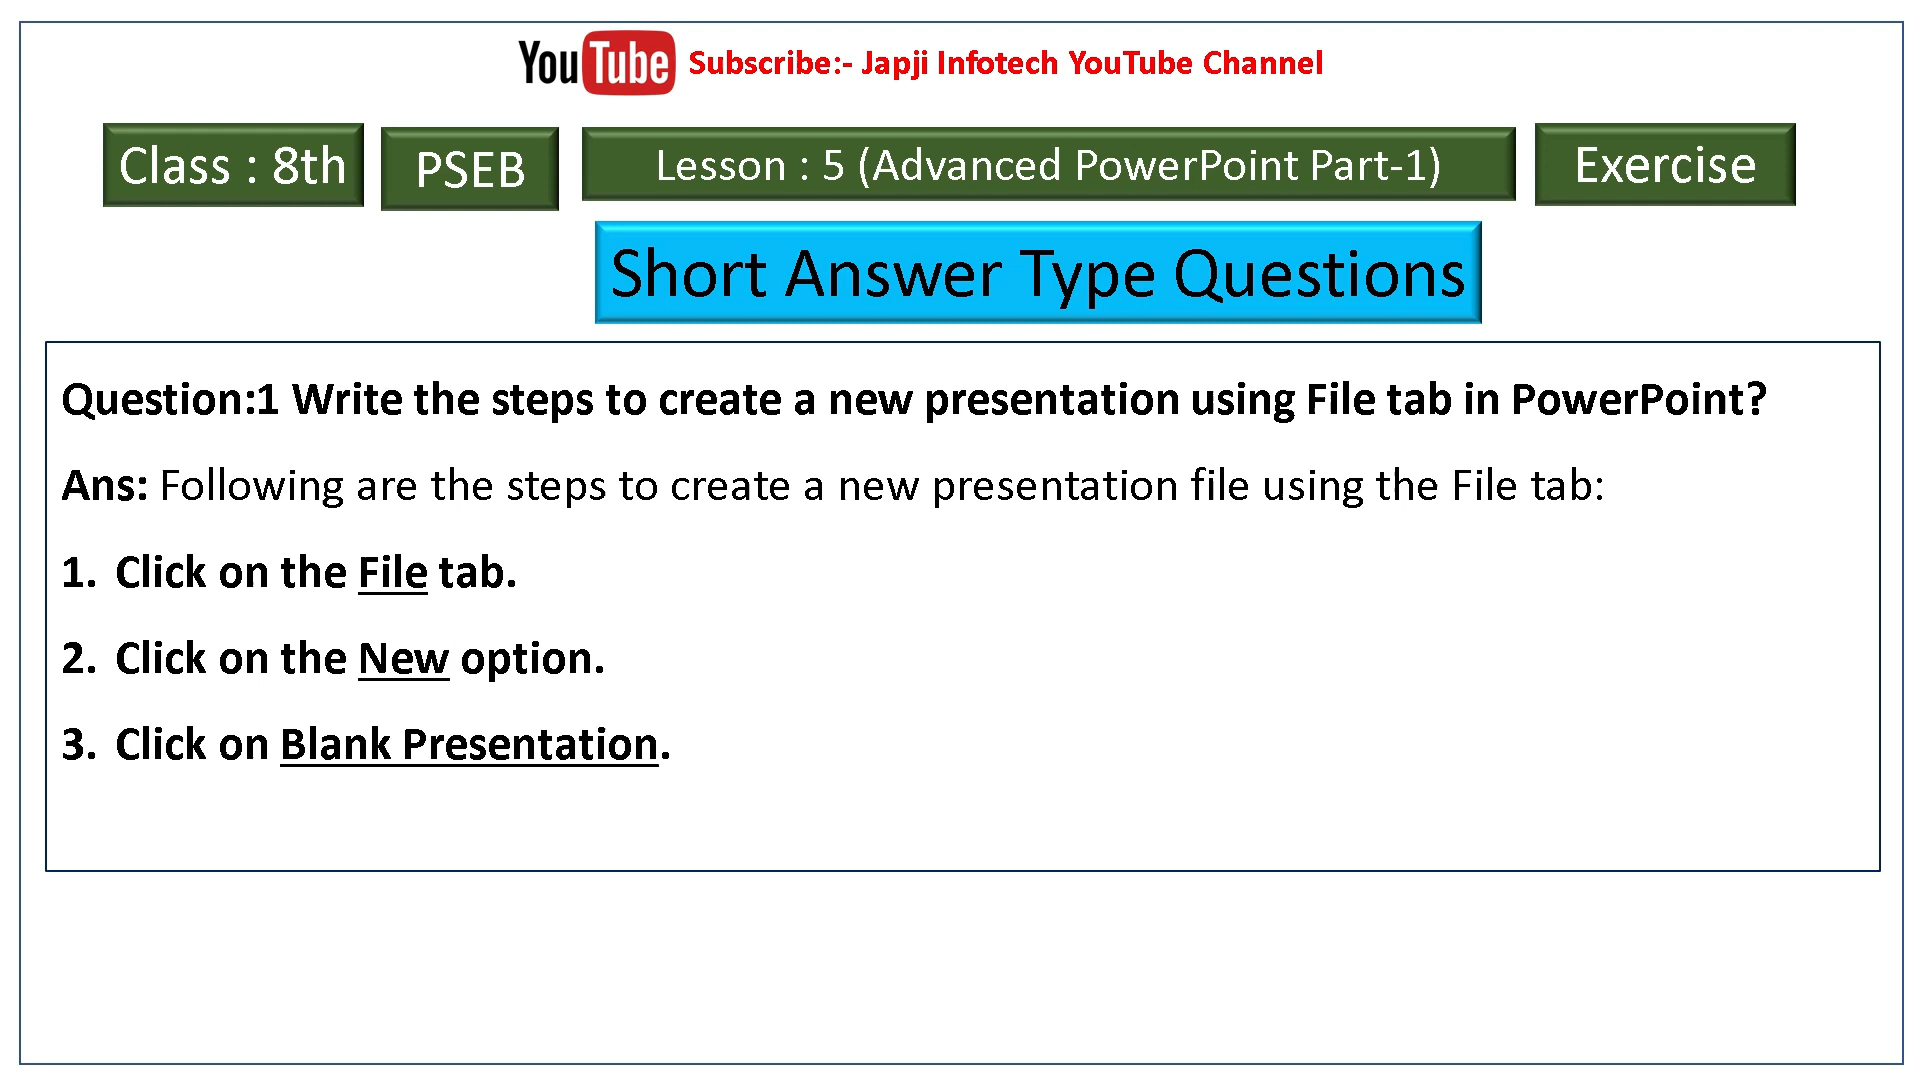 YouTube Subscribe:- Japji Infotech YouTube Channel
Class : 8th PSEB Lesson : 5 (Advanced PowerPoint Part-1) Exercise
Short Answer Type Questions
Question:1 Write the steps to create a new presentation using File tab in PowerPoint?
Ans: Following are the steps to create a new presentation file using the File tab:
1. Click on the File tab.
2. Click on the New option.
3. Click on Blank Presentation.